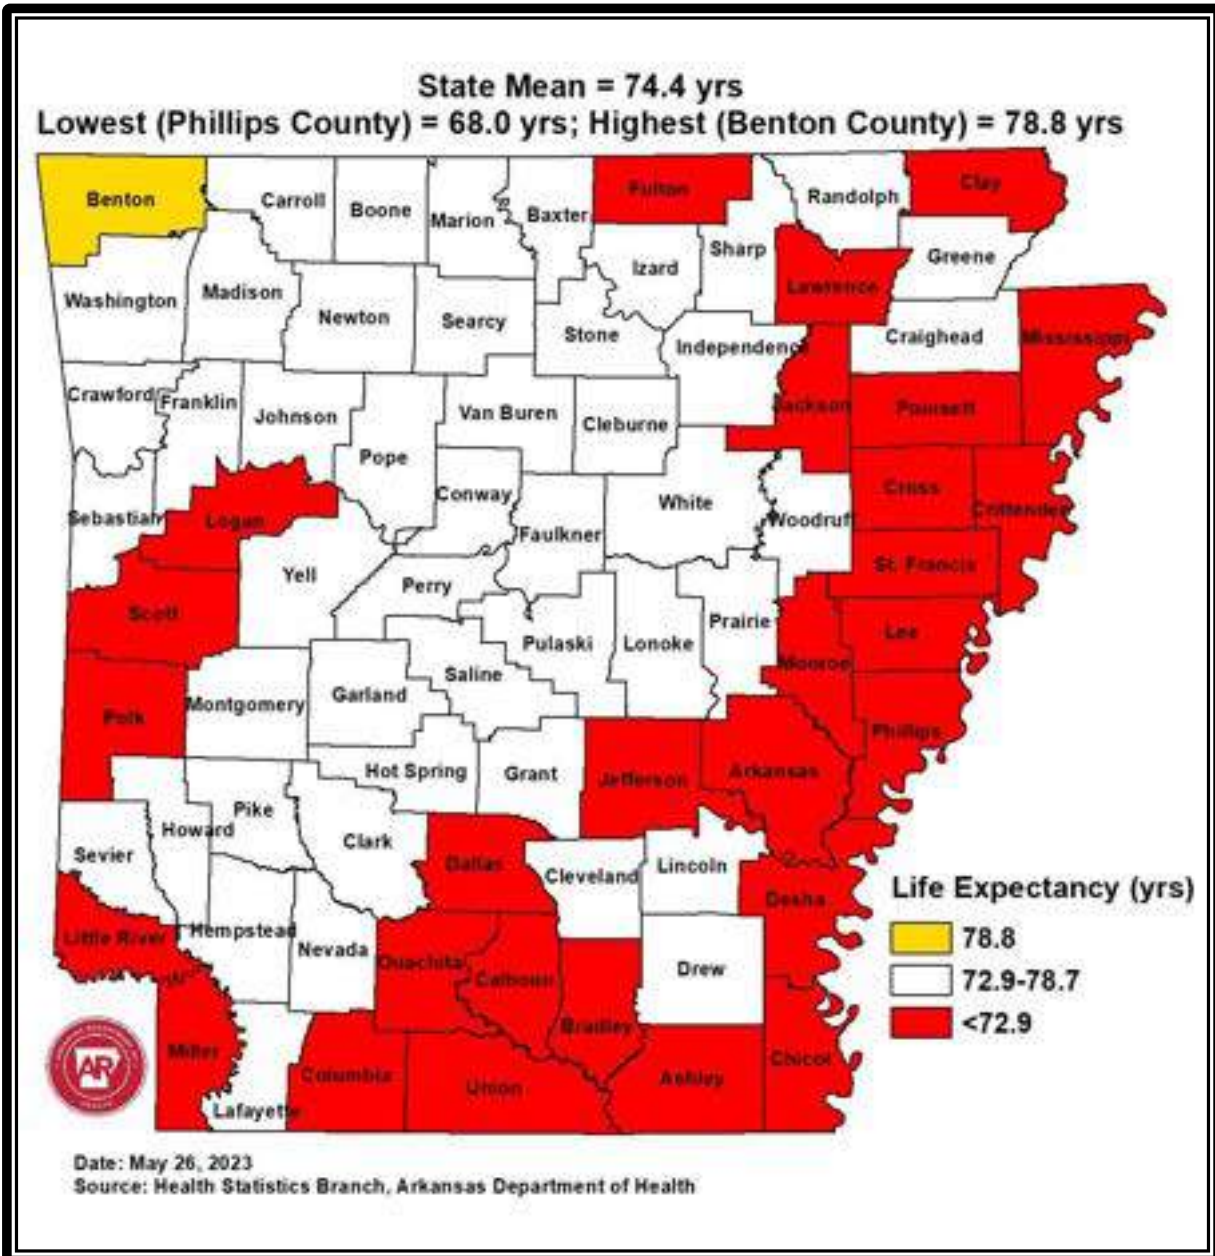 State Mean = 74.4 yrs
Lowest (Phillips County) = 68.0 yrs; Highest (Benton County) = 78.8 yrs
Benton
Carroll
Boone
Marion
Baxter
Fulton
Randolph
Clay
Washington
Madison
Newton
Searcy
Stone
Izard
Sharp
Lawrence
Greene
Independence
Craighead
Mississippi
Crawford
Franklin
Johnson
Pope
Van Buren
Cleburne
Jackson
Poinsett
Sebastian
Logan
Conway
Faulkner
White
Woodruff
Cross
Crittenden
Scott
Yell
Perry
Pulaski
Lonoke
Prairie
Monroe
St. Francis
Lee
Polk
Montgomery
Garland
Saline
Phillips
Hot Spring
Grant
Jefferson
Arkansas
Sevier
Howard
Pike
Clark
Dallas
Cleveland
Lincoln
Desha
Little River
Hempstead
Nevada
Ouachita
Calhoun
Bradley
Drew
Miller
Lafayette
Columbia
Union
Ashley
Chicot
Life Expectancy (yrs)
78.8
72.9-78.7
<72.9
AR
Date: May 26, 2023
Source: Health Statistics Branch, Arkansas Department of Health